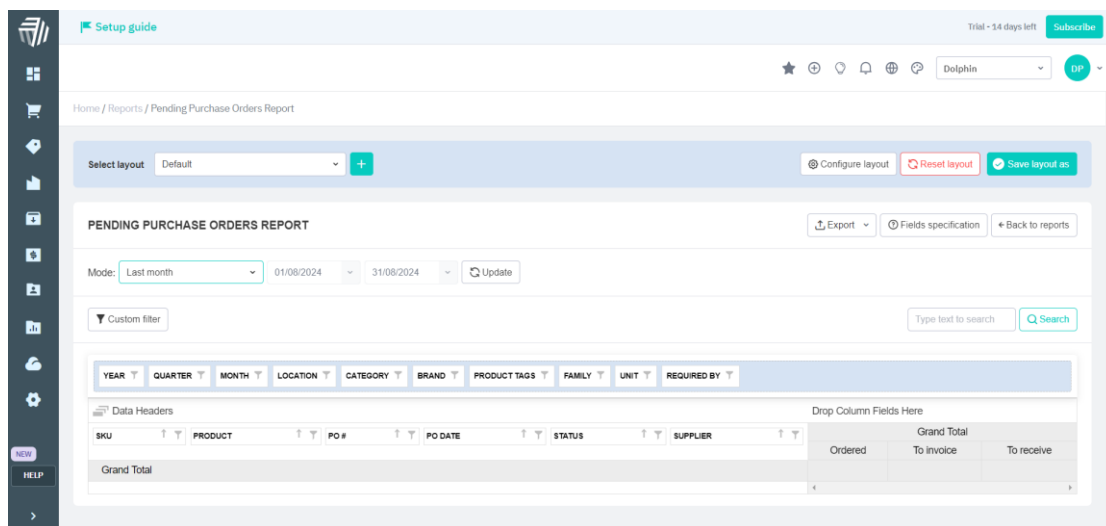 Setup guide
Trial - 14 days left
Subscribe
Dolphin
DP
Home / Reports / Pending Purchase Orders Report
Select layout
Default
+
Configure layout
Reset layout
Save layout as
PENDING PURCHASE ORDERS REPORT
Export
Fields specification
Back to reports
Mode:
Last month
01/08/2024
31/08/2024
Update
Custom filter
Type text to search
Search
YEAR
QUARTER
MONTH
LOCATION
CATEGORY
BRAND
PRODUCT TAGS
FAMILY
UNIT
REQUIRED BY
Data Headers
Drop Column Fields Here
SKU
PRODUCT
PO #
PO DATE
STATUS
SUPPLIER
Grand Total
Ordered
To invoice
To receive
Grand Total
NEW
HELP